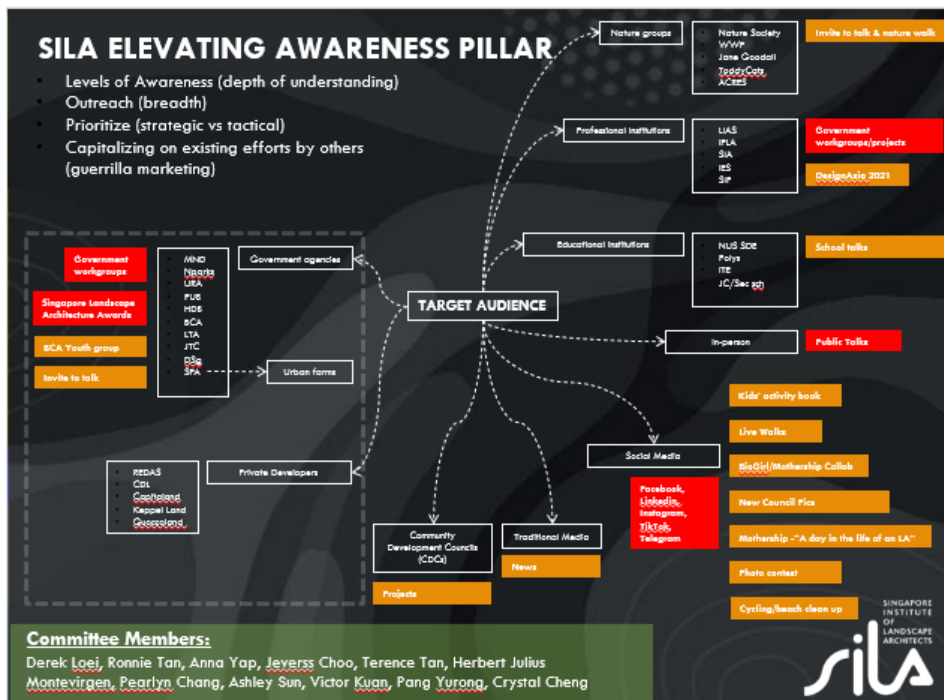 SILA ELEVATING AWARENESS PILLAR
Levels of Awareness (depth of understanding)
Outreach (breadth)
Prioritize (strategic vs tactical)
Capitalizing on existing efforts by others
(guerrilla marketing)
Nature groups
Nature Society
WWF
Jane Goodall
ToddyCats
ACRES
Invite to talk & nature walk
Professional Institutions
LIAS
IFLA
SIA
IES
SIP
Government
workgroups/projects
DesignAsia 2021
Educational Institutions
NUS SDE
Polys
ITE
JC/Sec sch
School talks
TARGET AUDIENCE
In-person
Public Talks
Government
workgroups
Singapore Landscape
Architecture Awards
BCA Youth group
Invite to talk
MND
Nparks
URA
PUB
HDB
BCA
LTA
JTC
DSg
SFA
Government agencies
Urban farms
REDAS
CDL
Capitaland
Keppel Land
Guocoland
Private Developers
Community
Development Councils
(CDCs)
Projects
Traditional Media
News
Social Media
Facebook,
Linkedin,
Instagram,
TikTok,
Telegram
Kids' activity book
Live Walks
BioGirl/Mothership Collab
New Council Pics
Mothership -"A day in the life of an LA"
Photo contest
Cycling/beach clean up
Committee Members:
Derek Loei, Ronnie Tan, Anna Yap, Jeverss Choo, Terence Tan, Herbert Julius
Montevirgen, Pearlyn Chang, Ashley Sun, Victor Kuan, Pang Yurong, Crystal Cheng
SINGAPORE
INSTITUTE
OF
LANDSCAPE
ARCHITECTS
sila